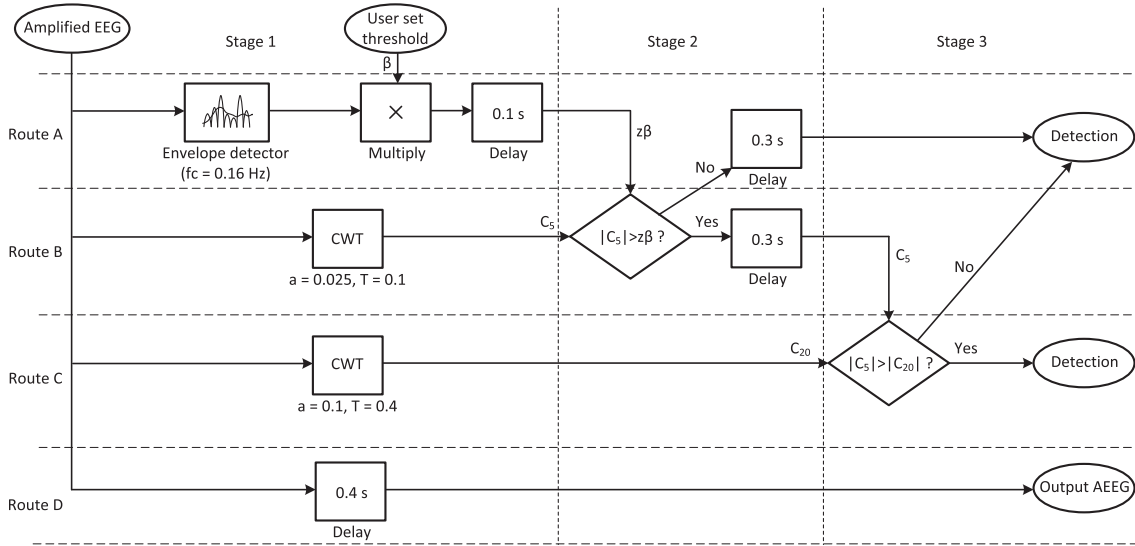 Amplified EEG
User set
threshold
Stage 1
Stage 2
Stage 3
β
Route A
×
0.1 s
zβ
0.3 s
Detection
Envelope detector
(fc = 0.16 Hz)
Multiply
Delay
No
Delay
Route B
CWT
C5
|C5|>zβ ?
Yes
0.3 s
C5
No
a = 0.025, T = 0.1
Delay
Route C
CWT
C20
|C5|>|C20| ?
Yes
Detection
a = 0.1, T = 0.4
Route D
0.4 s
Output AEEG
Delay